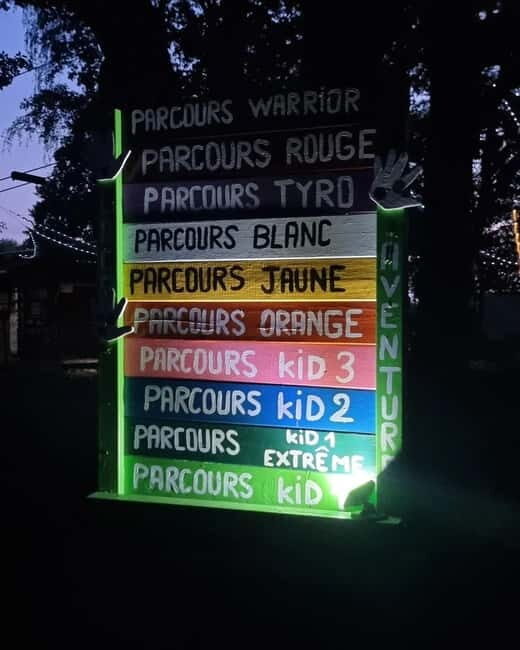 PARCOURS WARRIOR
PARCOURS ROUGE
PARCOURS TYRO
PARCOURS BLANC
PARCOURS JAUNE
PARCOURS ORANGE
PARCOURS kiD 3
PARCOURS kiD 2
PARCOURS kiD 1
EXTRÊME
PARCOURS kiD
AVENTUR